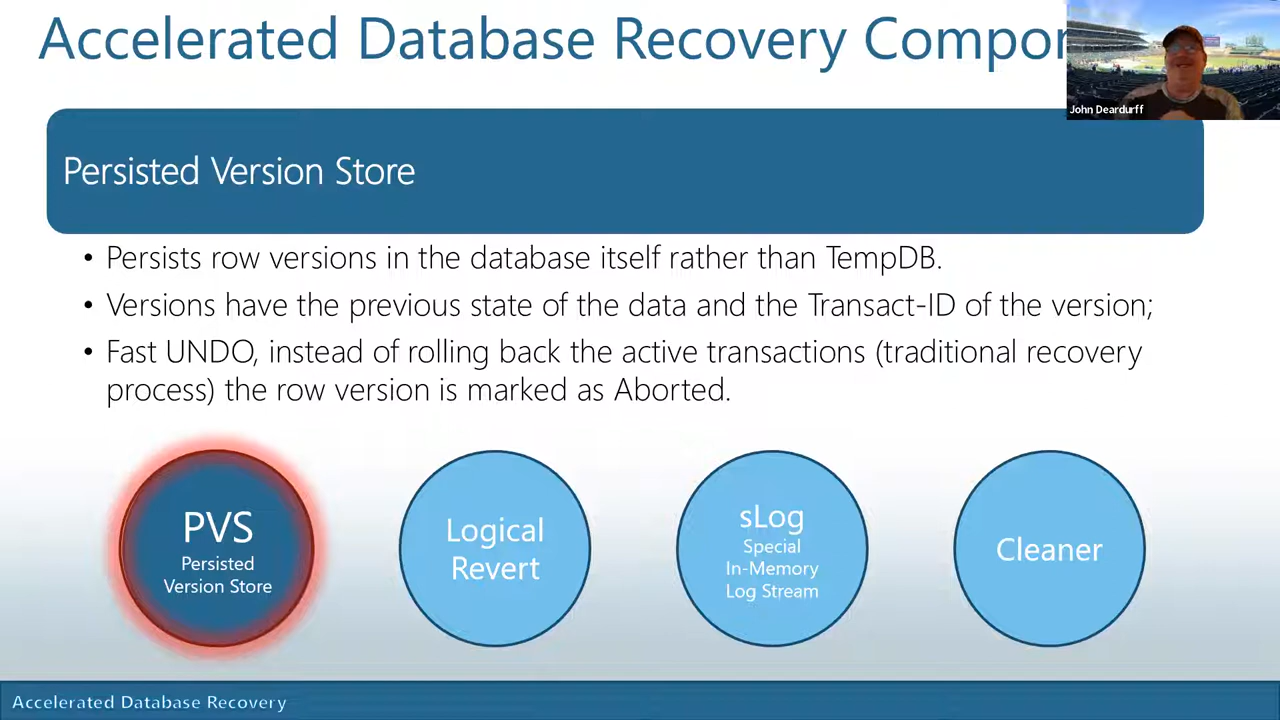 Accelerated Database Recovery Compor
John Deardurff
Persisted Version Store
• Persists row versions in the database itself rather than TempDB.
• Versions have the previous state of the data and the Transact-ID of the version;
• Fast UNDO, instead of rolling back the active transactions (traditional recovery
process) the row version is marked as Aborted.
PVS
Persisted
Version Store
Logical
Revert
sLog
Special
In-Memory
Log Stream
Cleaner
Accelerated Database Recovery